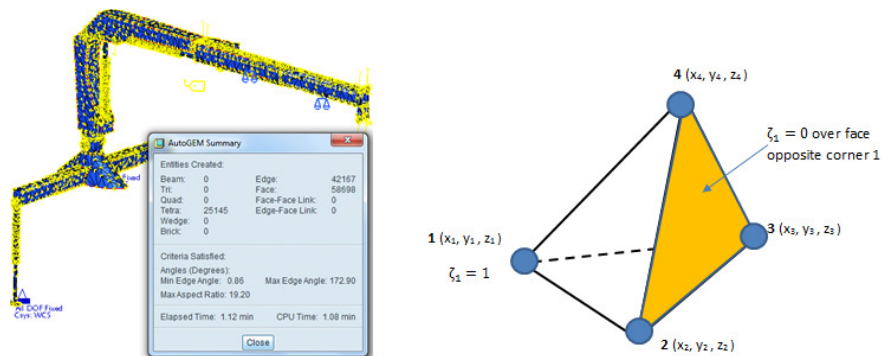 AutoGEM Summary
Entities Created:
Beam: 0 Edge: 42167
Tri: 0 Face: 58698
Quad: 0 Face-Face Link: 0
Tetra: 25145 Edge-Face Link: 0
Wedge: 0
Brick: 0
Criteria Satisfied:
Angles (Degrees):
Min Edge Angle: 0.86 Max Edge Angle: 172.90
Max Aspect Ratio: 19.20
Elapsed Time: 1.12 min CPU Time: 1.08 min
Close
Fixed
All DOF Fixed
Csys: WCS
4 (x₄, y₄ , z₄)
ζ₁ = 0 over face
opposite corner 1
1 (x₁, y₁ , z₁)
3 (x₃, y₃ , z₃)
ζ₁ = 1
2 (x₂, y₂ , z₂)